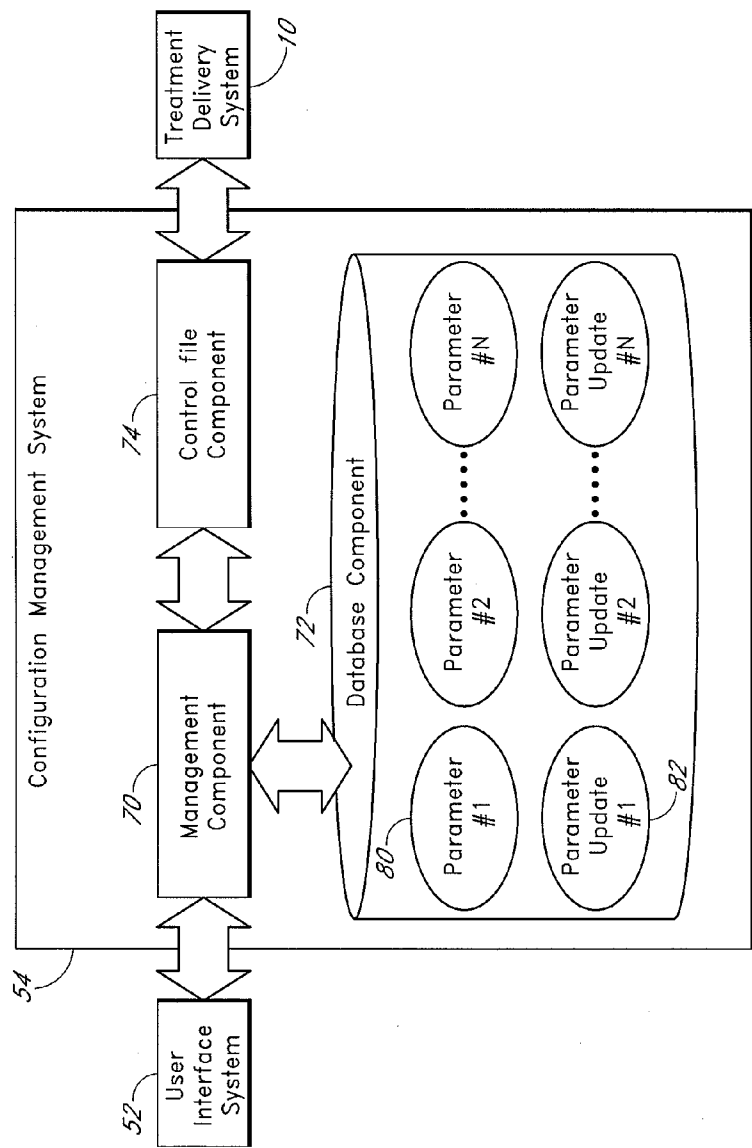 Configuration Management System
54
52
User
Interface
System
70
Management
Component
74
Control file
Component
10
Treatment
Delivery
System
72
Database Component
80
Parameter
#1
Parameter
#2
Parameter
#N
Parameter
Update
#1
82
Parameter
Update
#2
Parameter
Update
#N